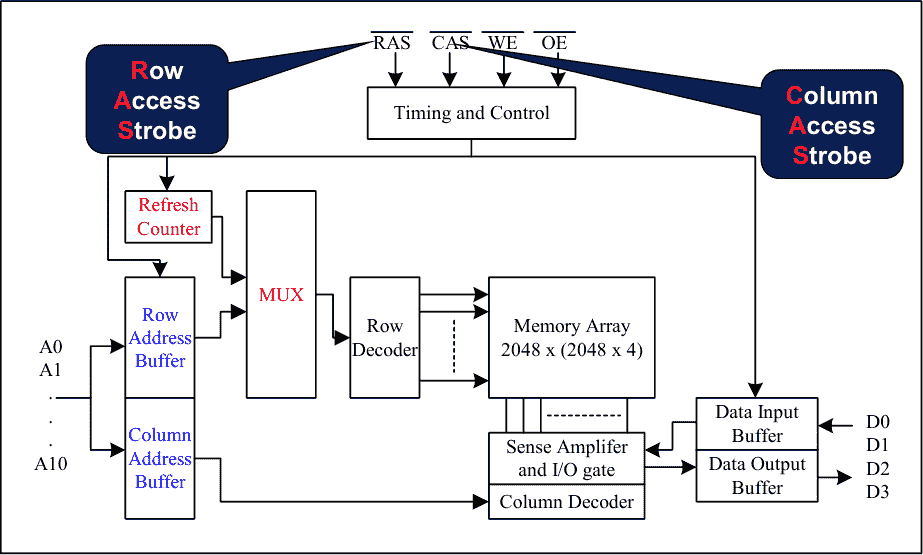 RAS CAS WE OE
Row
Access
Strobe
Column
Access
Strobe
Timing and Control
Refresh
Counter
MUX
Row
Address
Buffer
Row
Decoder
Memory Array
2048 x (2048 x 4)
A0
A1
.
.
.
A10
Column
Address
Buffer
Sense Amplifer
and I/O gate
Column Decoder
Data Input
Buffer
Data Output
Buffer
D0
D1
D2
D3